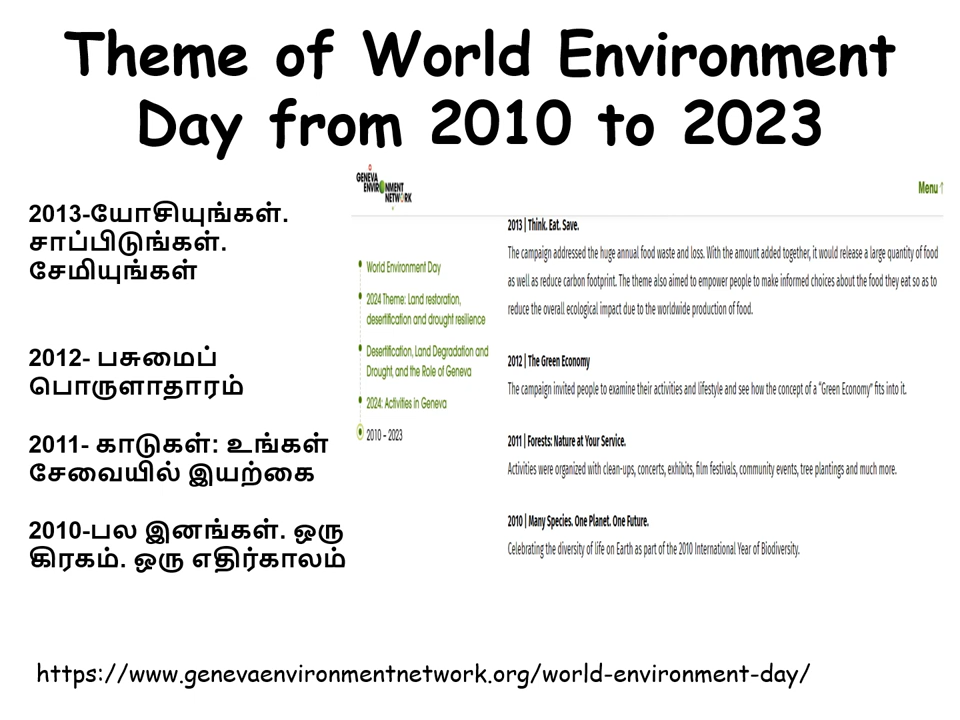 Theme of World Environment
Day from 2010 to 2023
2013-யோசியுங்கள்.
சாப்பிடுங்கள்.
சேமியுங்கள்
2012- பசுமைப்
பொருளாதாரம்
2011- காடுகள்: உங்கள்
சேவையில் இயற்கை
2010-பல இனங்கள். ஒரு
கிரகம். ஒரு எதிர்காலம்
GENEVA
ENVIRONMENT
NETWORK
Menu ↑
World Environment Day
2024 Theme: Land restoration,
desertification and drought resilience
Desertification, Land Degradation and
Drought, and the Role of Geneva
2024: Activities in Geneva
2010 – 2023
2013 | Think. Eat. Save.
The campaign addressed the huge annual food waste and loss. With the amount added together, it would release a large quantity of food
as well as reduce carbon footprint. The theme also aimed to empower people to make informed choices about the food they eat so as to
reduce the overall ecological impact due to the worldwide production of food.
2012 | The Green Economy
The campaign invited people to examine their activities and lifestyle and see how the concept of a “Green Economy” fits into it.
2011 | Forests: Nature at Your Service.
Activities were organized with clean-ups, concerts, exhibits, film festivals, community events, tree plantings and much more.
2010 | Many Species. One Planet. One Future.
Celebrating the diversity of life on Earth as part of the 2010 International Year of Biodiversity.
https://www.genevaenvironmentnetwork.org/world-environment-day/